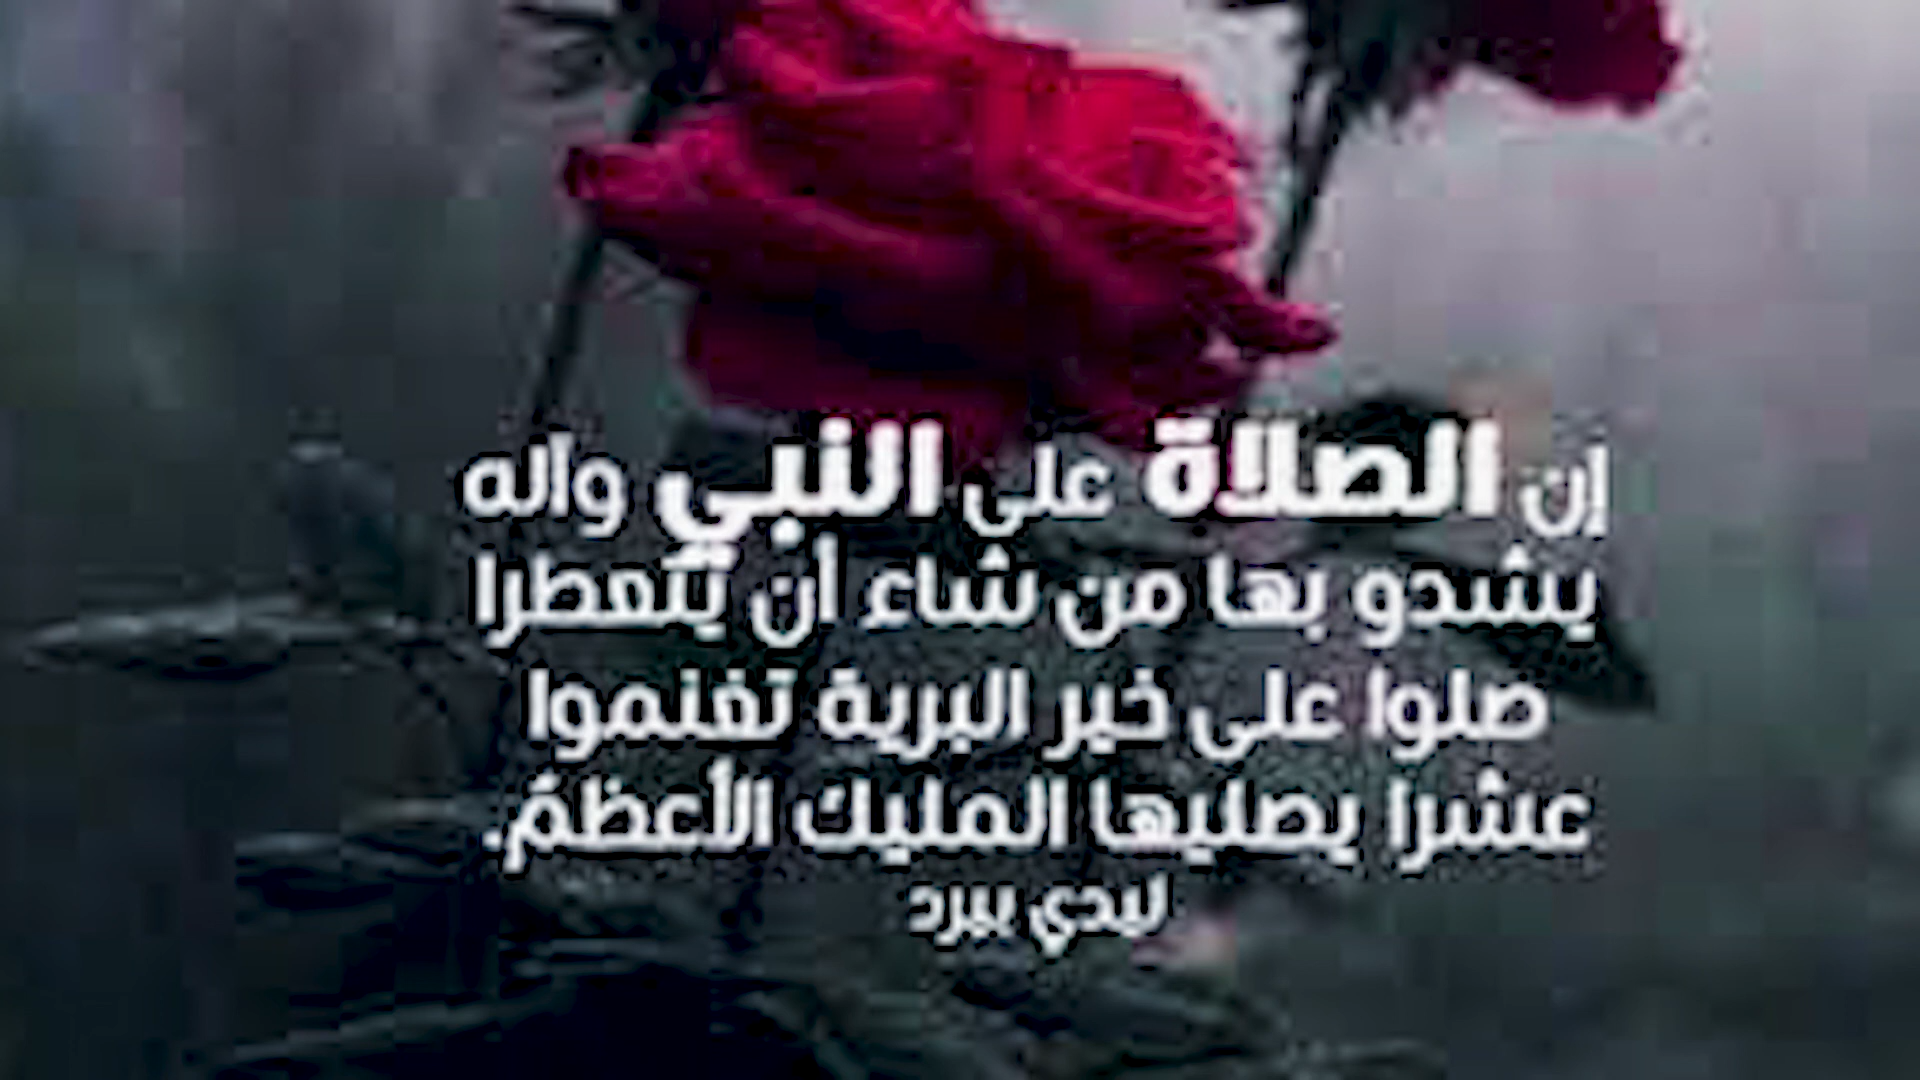 إن الصلاة على النبي وآله
يشدو بها من شاء أن يتعطرا
صلوا على خير البرية تغنموا
عشرا يصليها المليك الأعظمُ.
ليدي بيرد